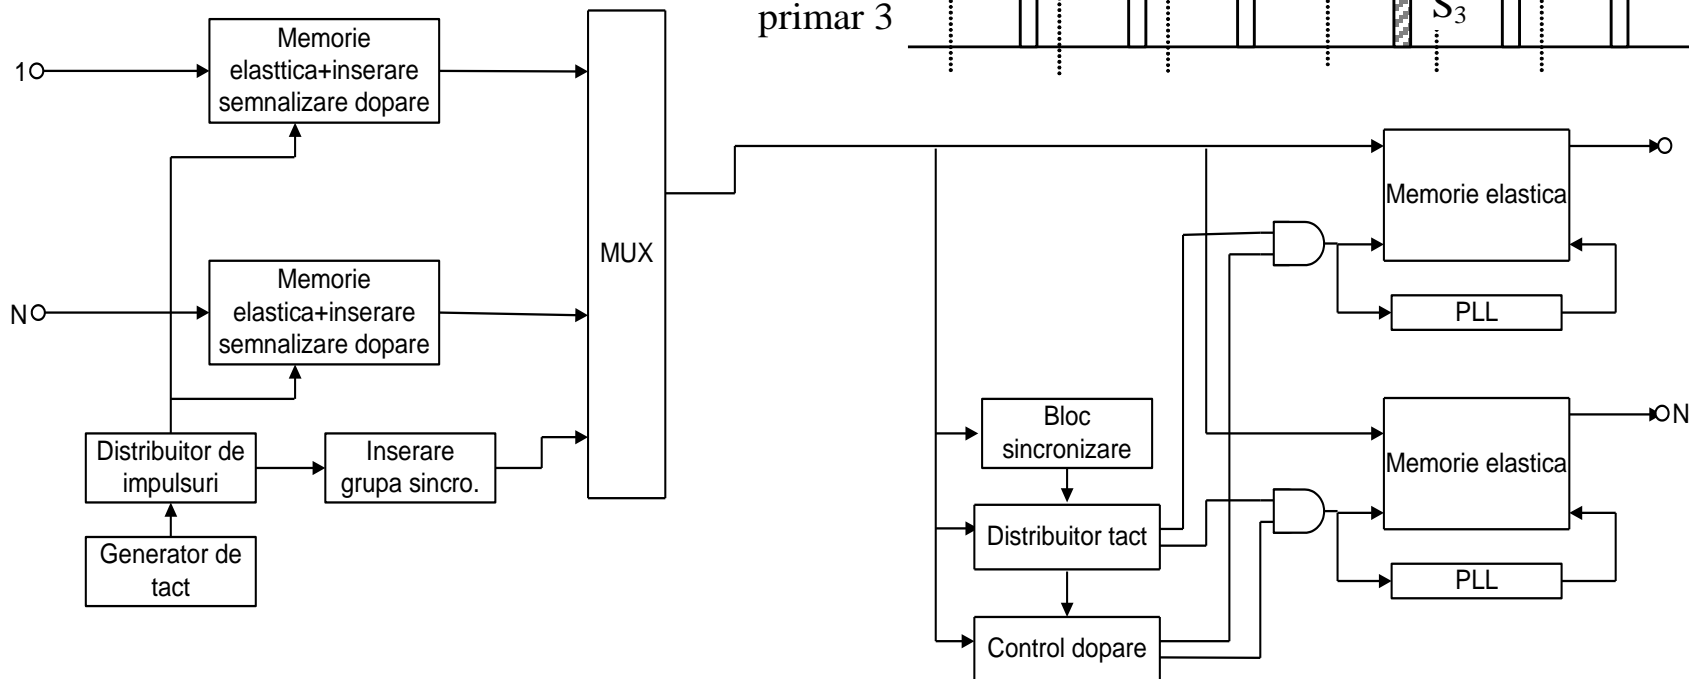 primar 3
S₃
Memorie
elasttica+inserare
semnalizare dopare
1
Memorie
elastica+inserare
semnalizare dopare
N
MUX
Distribuitor de
impulsuri
Inserare
grupa sincro.
Generator de
tact
Memorie elastica
PLL
Bloc
sincronizare
Memorie elastica
N
Distribuitor tact
PLL
Control dopare